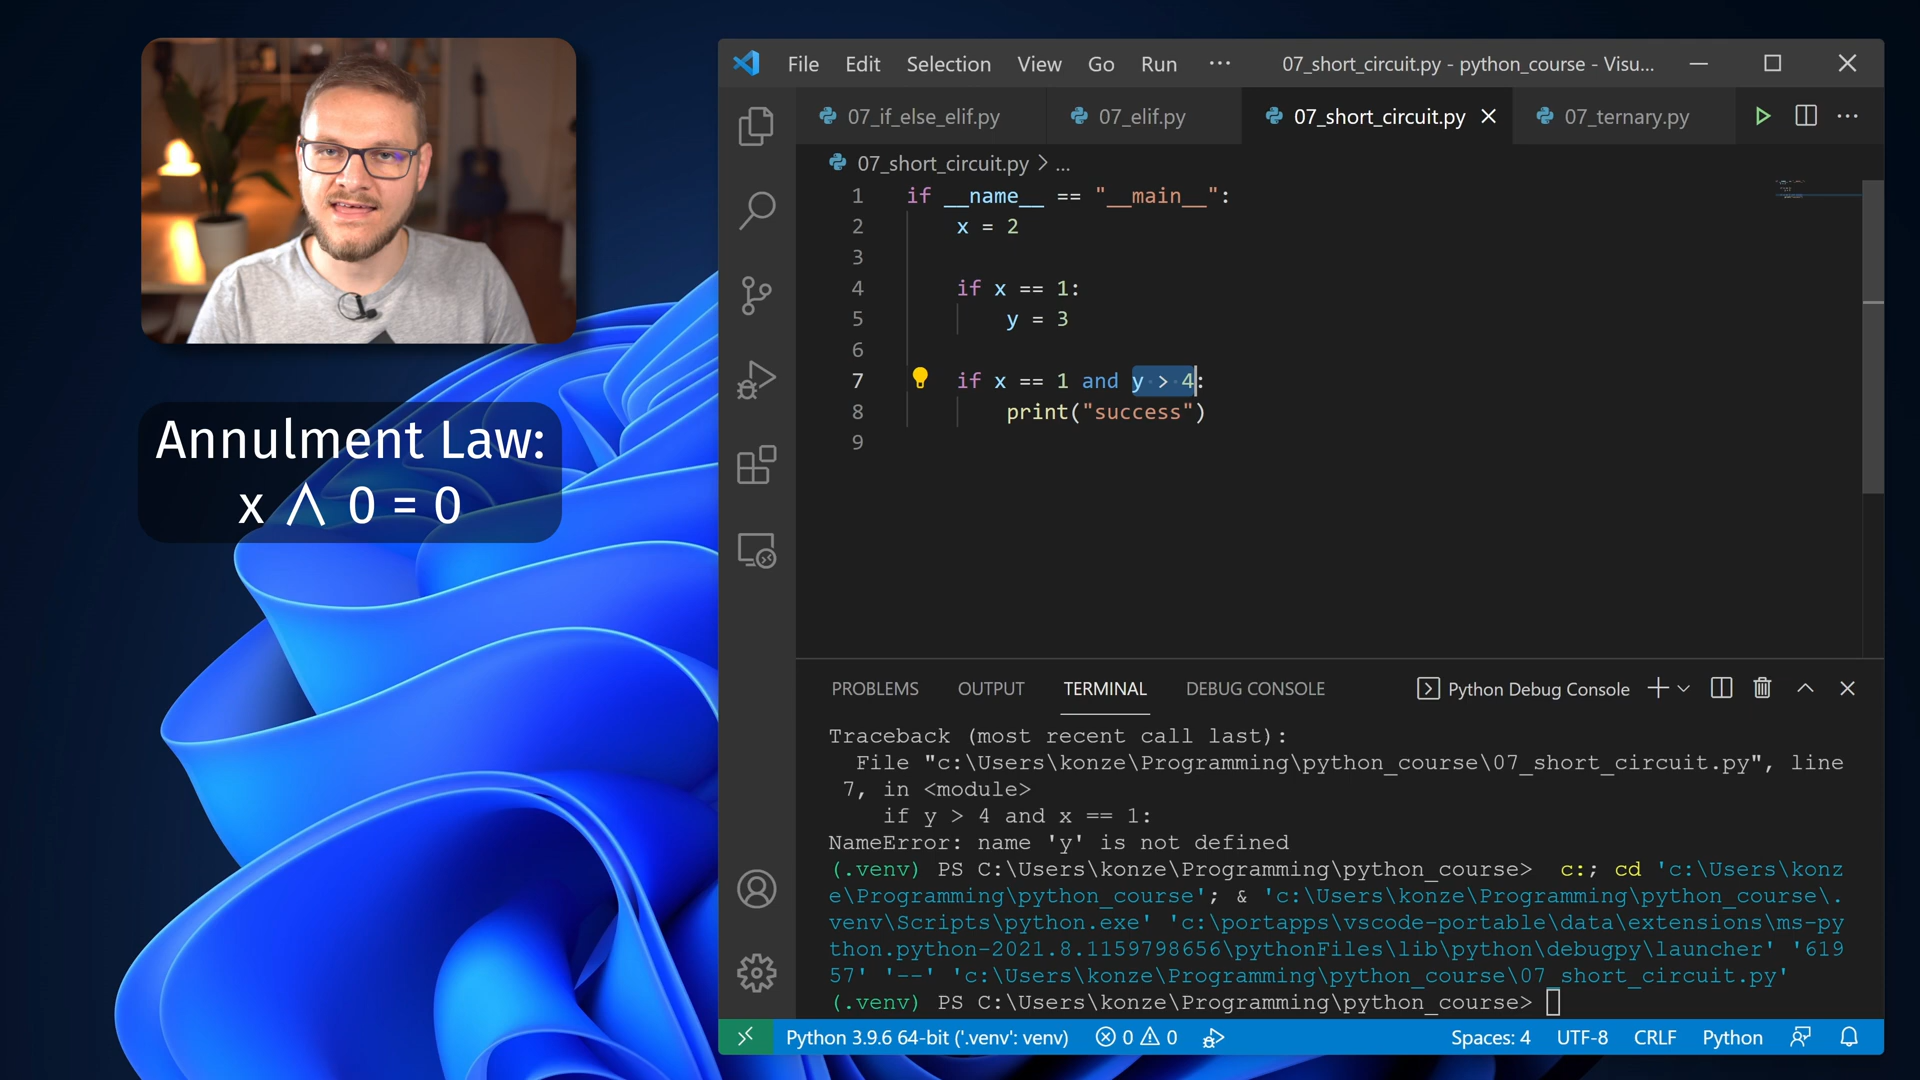 Annulment Law:
x ∧ 0 = 0
File Edit Selection View Go Run ··· 07_short_circuit.py - python_course - Visu...
07_if_else_elif.py 07_elif.py 07_short_circuit.py 07_ternary.py ···
07_short_circuit.py > ...
1 if __name__ == "__main__":
2 x = 2
3
4 if x == 1:
5 y = 3
6
7 if x == 1 and y > 4:
8 print("success")
9
PROBLEMS OUTPUT TERMINAL DEBUG CONSOLE Python Debug Console
Traceback (most recent call last):
File "c:\Users\konze\Programming\python_course\07_short_circuit.py", line
7, in <module>
if y > 4 and x == 1:
NameError: name 'y' is not defined
(.venv) PS C:\Users\konze\Programming\python_course> c:; cd 'c:\Users\konz
e\Programming\python_course'; & 'c:\Users\konze\Programming\python_course\.
venv\Scripts\python.exe' 'c:\portapps\vscode-portable\data\extensions\ms-py
thon.python-2021.8.1159798656\pythonFiles\lib\python\debugpy\launcher' '619
57' '--' 'c:\Users\konze\Programming\python_course\07_short_circuit.py'
(.venv) PS C:\Users\konze\Programming\python_course>
Python 3.9.6 64-bit ('.venv': venv) 0 0 Spaces: 4 UTF-8 CRLF Python